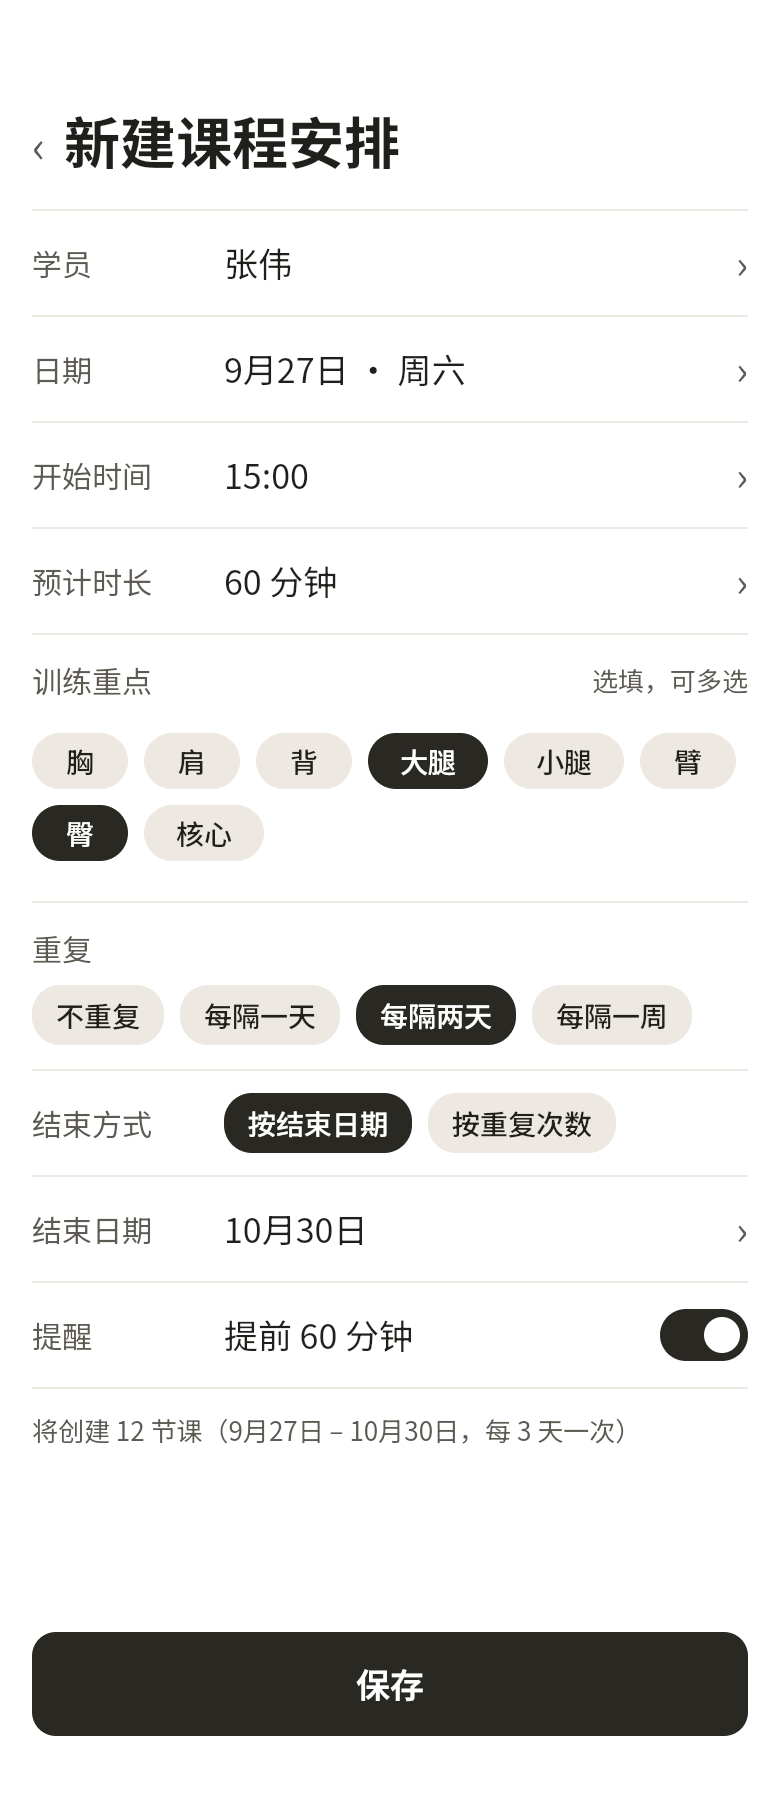 ‹ 新建课程安排
学员 张伟 ›
日期 9月27日 · 周六 ›
开始时间 15:00 ›
预计时长 60 分钟 ›
训练重点 选填，可多选
胸 肩 背 大腿 小腿 臂
臀 核心
重复
不重复 每隔一天 每隔两天 每隔一周
结束方式 按结束日期 按重复次数
结束日期 10月30日 ›
提醒 提前 60 分钟
将创建 12 节课（9月27日 – 10月30日，每 3 天一次）
保存